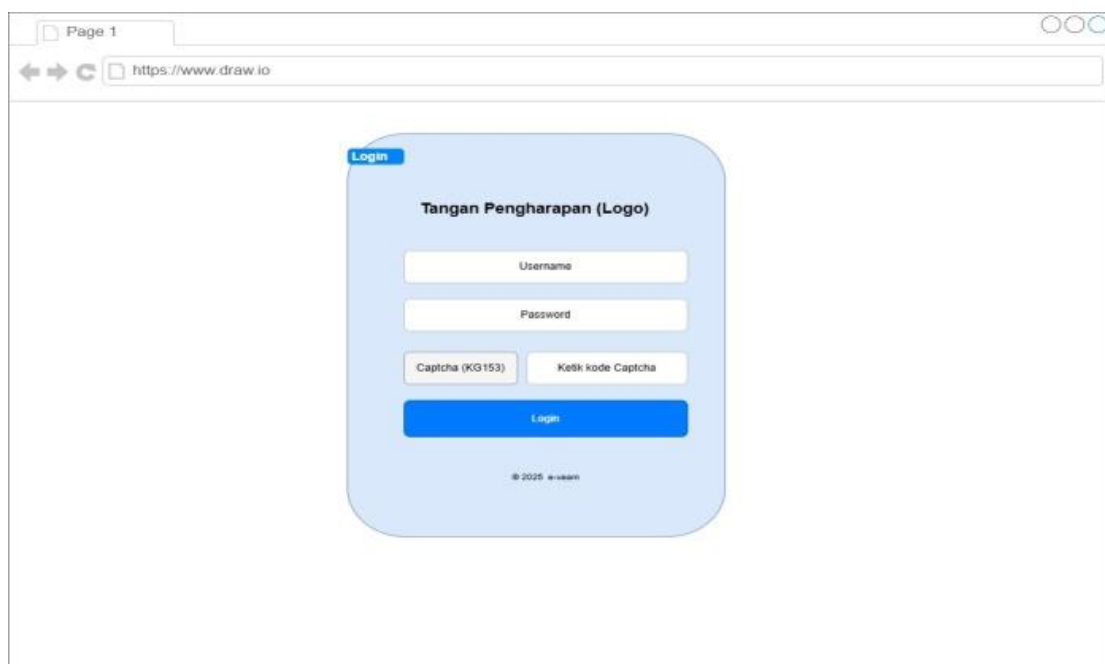 Page 1
https://www.draw.io
Login
Tangan Pengharapan (Logo)
Username
Password
Captcha (KG153) Ketik kode Captcha
Login
© 2025